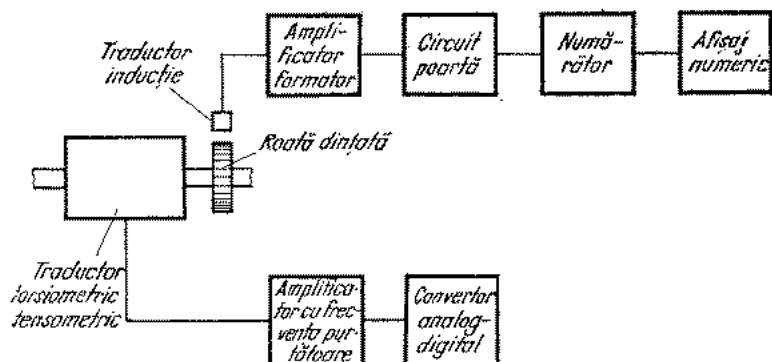 Traductor
inducție
Ampli-
ficator
formator
Circuit
poartă
Numă-
rător
Afișaj
numeric
Roată dințată
Traductor
torsiometric
tensometric
Amplifica-
tor cu frec-
vența pur-
tătoare
Convertor
analog-
digital